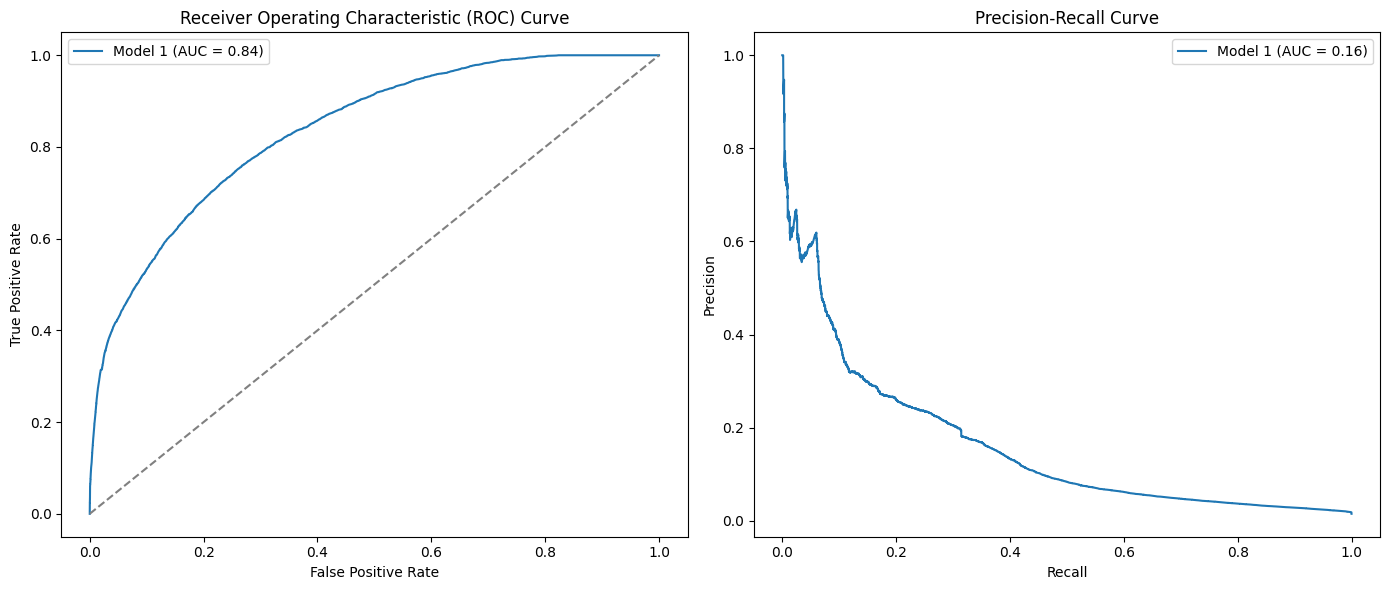 Receiver Operating Characteristic (ROC) Curve
Model 1 (AUC = 0.84)
True Positive Rate
1.0
0.8
0.6
0.4
0.2
0.0
0.0 0.2 0.4 0.6 0.8 1.0
False Positive Rate
Precision-Recall Curve
Model 1 (AUC = 0.16)
Precision
1.0
0.8
0.6
0.4
0.2
0.0
0.0 0.2 0.4 0.6 0.8 1.0
Recall